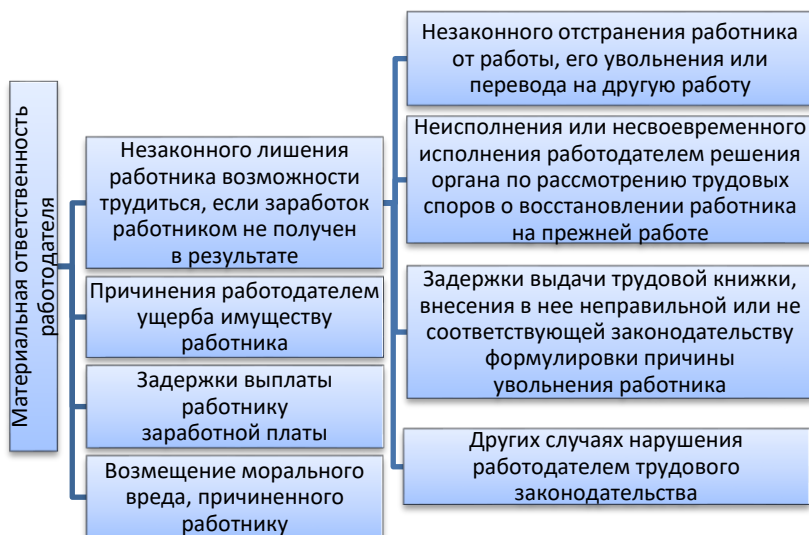 Материальная ответственность
работодателя
Незаконного лишения
работника возможности
трудиться, если заработок
работником не получен
в результате
Причинения работодателем
ущерба имуществу
работника
Задержки выплаты
работнику
заработной платы
Возмещение морального
вреда, причиненного
работнику
Незаконного отстранения работника
от работы, его увольнения или
перевода на другую работу
Неисполнения или несвоевременного
исполнения работодателем решения
органа по рассмотрению трудовых
споров о восстановлении работника
на прежней работе
Задержки выдачи трудовой книжки,
внесения в нее неправильной или не
соответствующей законодательству
формулировки причины
увольнения работника
Других случаях нарушения
работодателем трудового
законодательства